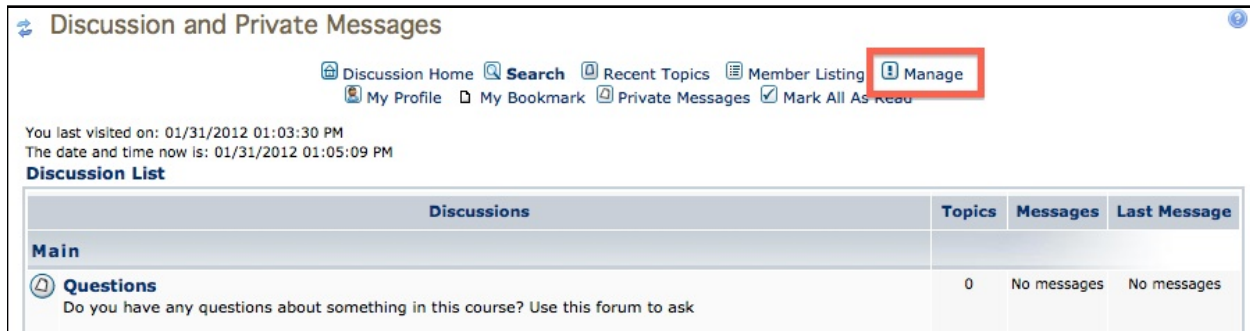 Discussion and Private Messages
Discussion Home Search Recent Topics Member Listing Manage
My Profile My Bookmark Private Messages Mark All As Read
You last visited on: 01/31/2012 01:03:30 PM
The date and time now is: 01/31/2012 01:05:09 PM
Discussion List
Discussions Topics Messages Last Message
Main
Questions 0 No messages No messages
Do you have any questions about something in this course? Use this forum to ask